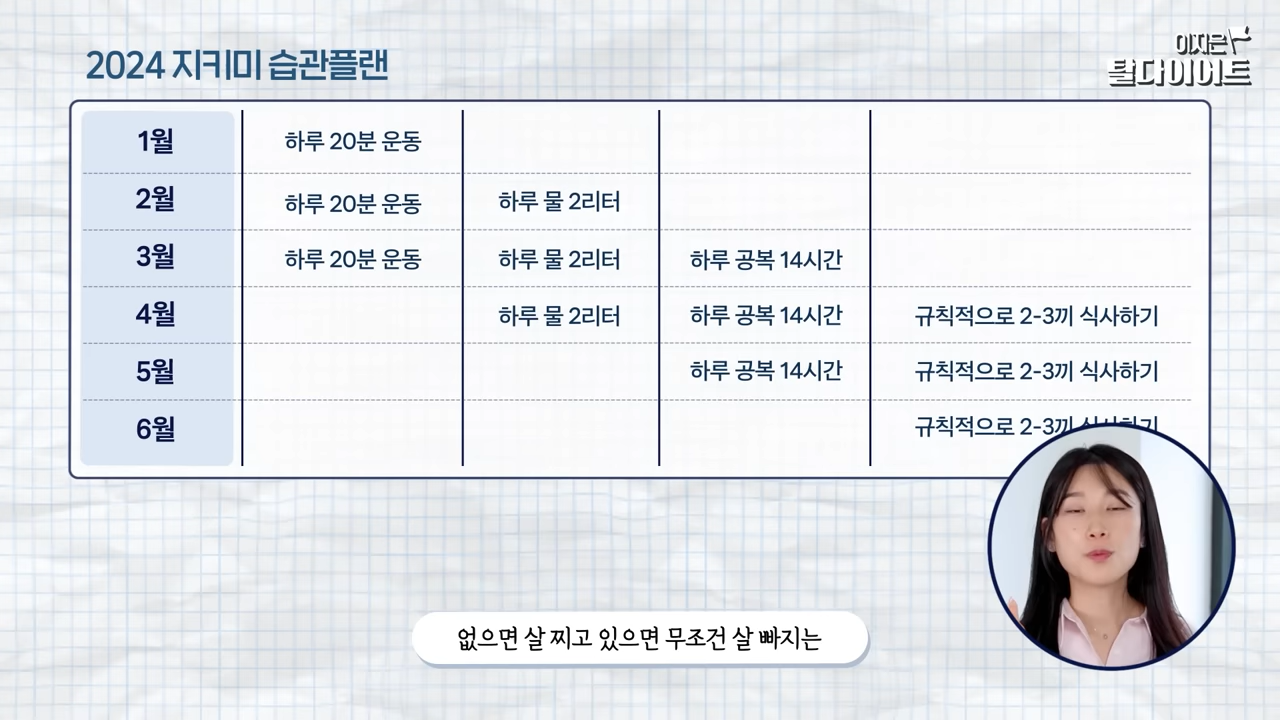 2024 지키미 습관플랜
이지은
탈다이어트
1월 하루 20분 운동
2월 하루 20분 운동 하루 물 2리터
3월 하루 20분 운동 하루 물 2리터 하루 공복 14시간
4월 하루 물 2리터 하루 공복 14시간 규칙적으로 2-3끼 식사하기
5월 하루 공복 14시간 규칙적으로 2-3끼 식사하기
6월 규칙적으로 2-3끼 식사하기
없으면 살 찌고 있으면 무조건 살 빠지는